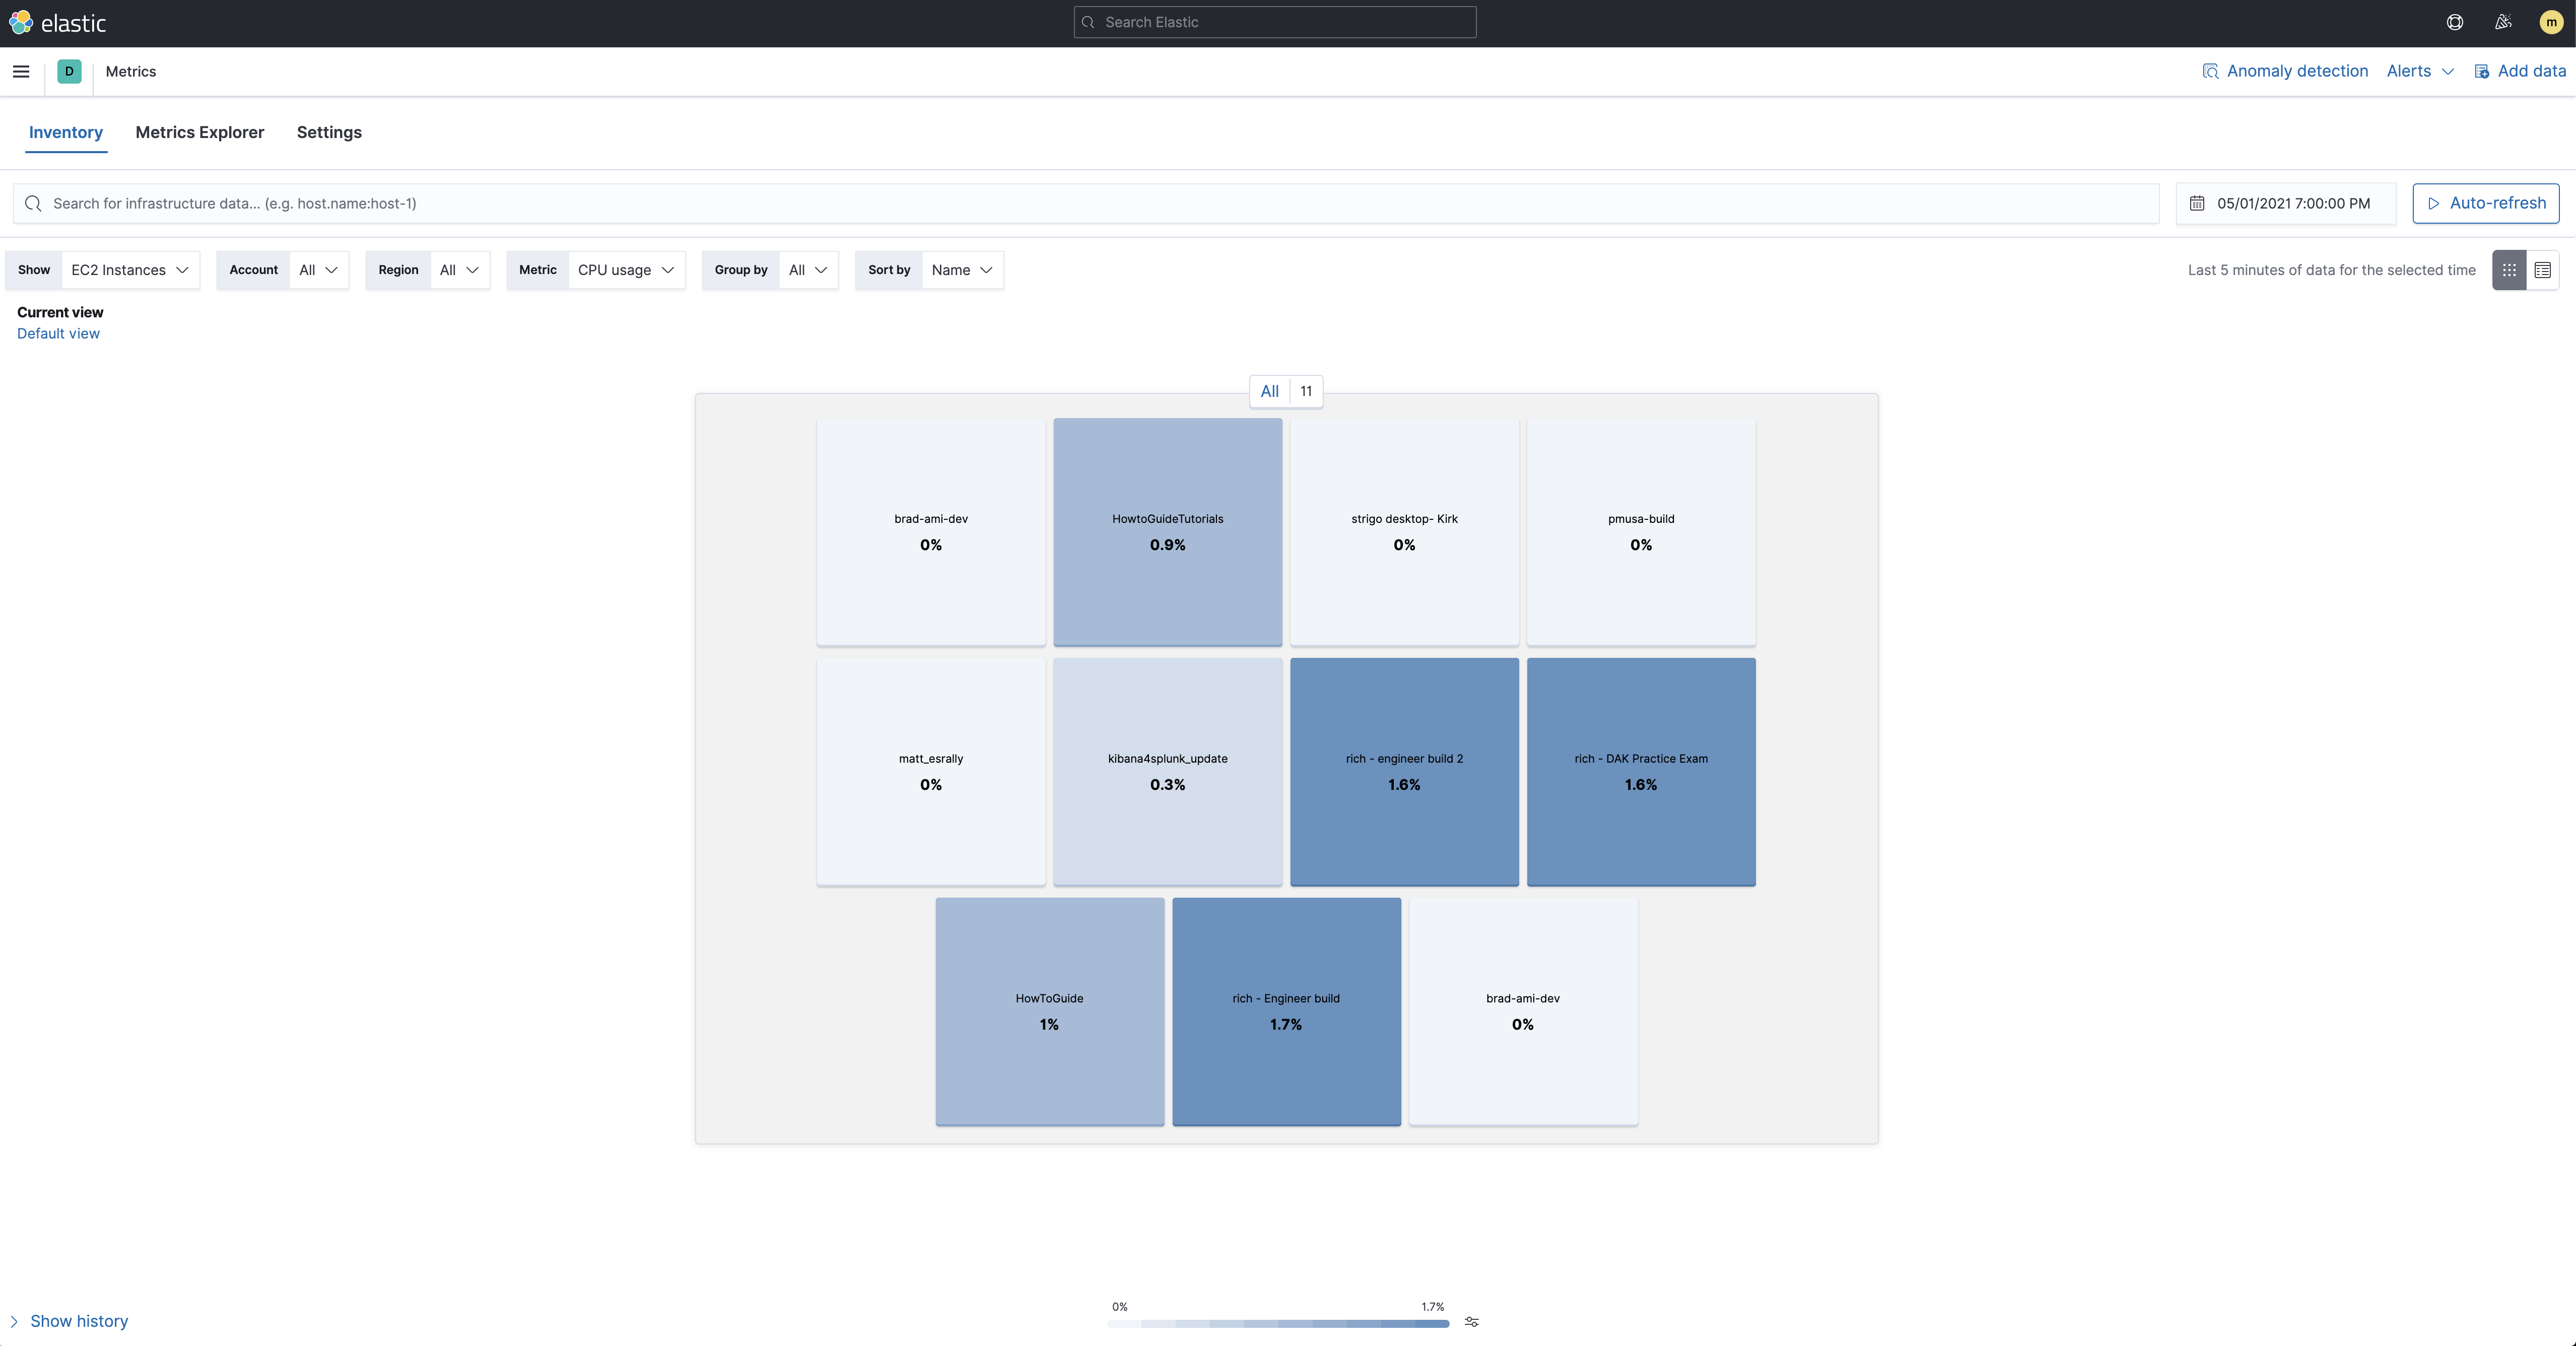 elastic
Search Elastic
m
D
Metrics
Anomaly detection
Alerts
Add data
Inventory
Metrics Explorer
Settings
Search for infrastructure data... (e.g. host.name:host-1)
05/01/2021 7:00:00 PM
Auto-refresh
Show EC2 Instances
Account All
Region All
Metric CPU usage
Group by All
Sort by Name
Last 5 minutes of data for the selected time
Current view
Default view
All 11
brad-ami-dev
0%
HowtoGuideTutorials
0.9%
strigo desktop- Kirk
0%
pmusa-build
0%
matt_esrally
0%
kibana4splunk_update
0.3%
rich - engineer build 2
1.6%
rich - DAK Practice Exam
1.6%
HowToGuide
1%
rich - Engineer build
1.7%
brad-ami-dev
0%
0%
1.7%
Show history